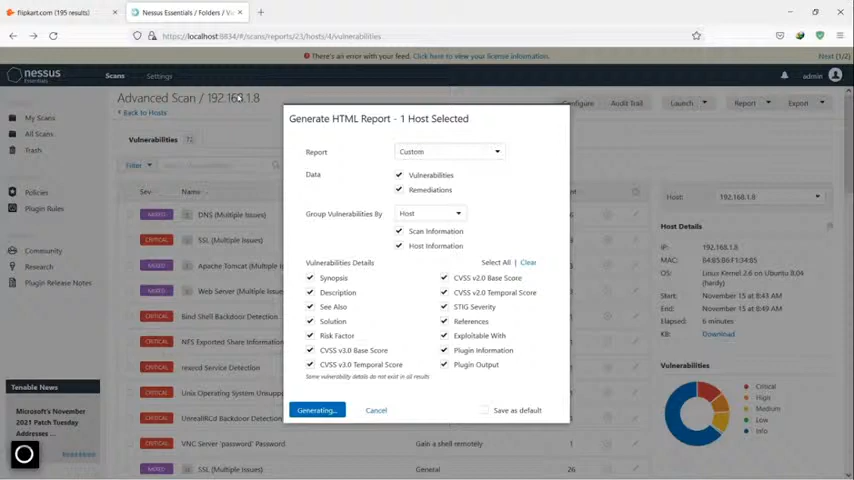 flipkart.com (195 results)
Nessus Essentials / Folders / Vi
https://localhost:8834/#/scans/reports/23/hosts/4/vulnerabilities
There's an error with your feed. Click here to view your license information.
Next (1/2)
nessus
Essentials
Scans
Settings
admin
Advanced Scan / 192.168.1.8
Back to Hosts
Configure
Audit Trail
Launch
Report
Export
My Scans
All Scans
Trash
Policies
Plugin Rules
Community
Research
Plugin Release Notes
Tenable News
Microsoft's November
2021 Patch Tuesday
Addresses ...
Read More
Vulnerabilities 72
Filter
Search Vulnerabilities
Sev
Name
MIXED DNS (Multiple Issues)
CRITICAL SSL (Multiple Issues)
MIXED Apache Tomcat (Multiple Issues)
MIXED Web Server (Multiple Issues)
CRITICAL Bind Shell Backdoor Detection
CRITICAL NFS Exported Share Information
CRITICAL rexecd Service Detection
CRITICAL Unix Operating System Unsupported
CRITICAL UnrealIRCd Backdoor Detection
CRITICAL VNC Server 'password' Password Gain a shell remotely 1
MIXED SSL (Multiple Issues) General 26
Generate HTML Report - 1 Host Selected
Report Custom
Data Vulnerabilities
Remediations
Group Vulnerabilities By Host
Scan Information
Host Information
Vulnerabilities Details
Select All | Clear
Synopsis CVSS v2.0 Base Score
Description CVSS v2.0 Temporal Score
See Also STIG Severity
Solution References
Risk Factor Exploitable With
CVSS v3.0 Base Score Plugin Information
CVSS v3.0 Temporal Score Plugin Output
Some vulnerability details do not exist in all results
Generating...
Cancel
Save as default
Host: 192.168.1.8
Host Details
IP: 192.168.1.8
MAC:
OS: Linux Kernel 2.6 on Ubuntu 8.04
(hardy)
Start: November 15 at 8:43 AM
End: November 15 at 8:49 AM
Elapsed: 6 minutes
KB: Download
Vulnerabilities
Critical
High
Medium
Low
Info